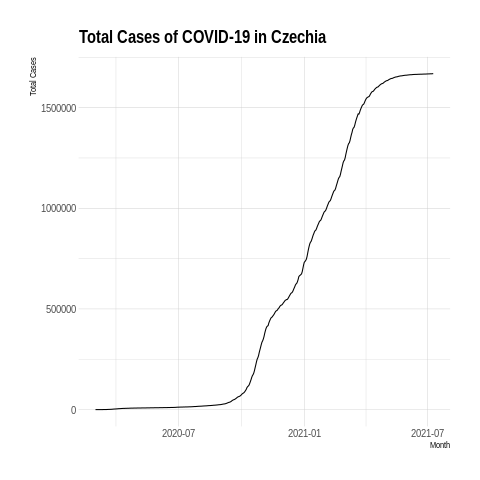 Total Cases of COVID-19 in Czechia
Total Cases
1500000
1000000
500000
0
2020-07
2021-01
2021-07
Month